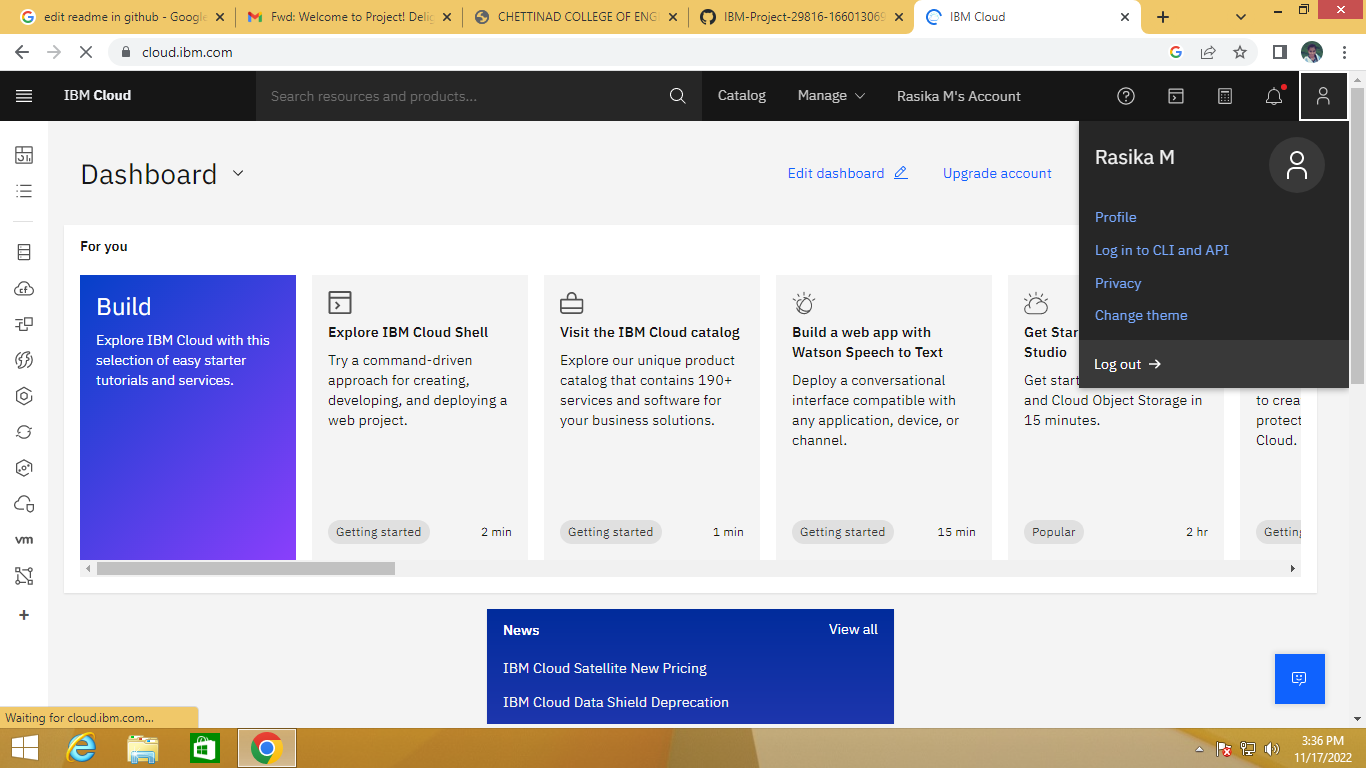 edit readme in github - Google
Fwd: Welcome to Project! Delig
CHETTINAD COLLEGE OF ENG
IBM-Project-29816-166013069
IBM Cloud
cloud.ibm.com
IBM Cloud
Search resources and products...
Catalog
Manage
Rasika M's Account
Rasika M
Profile
Log in to CLI and API
Privacy
Change theme
Log out
Dashboard
Edit dashboard
Upgrade account
For you
Build
Explore IBM Cloud with this
selection of easy starter
tutorials and services.
Explore IBM Cloud Shell
Try a command-driven
approach for creating,
developing, and deploying a
web project.
Getting started
2 min
Visit the IBM Cloud catalog
Explore our unique product
catalog that contains 190+
services and software for
your business solutions.
Getting started
1 min
Build a web app with
Watson Speech to Text
Deploy a conversational
interface compatible with
any application, device, or
channel.
Getting started
15 min
Get Star
Studio
Get start
and Cloud Object Storage in
15 minutes.
Popular
2 hr
to crea
protect
Cloud.
Getting
vm
News
View all
IBM Cloud Satellite New Pricing
IBM Cloud Data Shield Deprecation
Waiting for cloud.ibm.com...
3:36 PM
11/17/2022